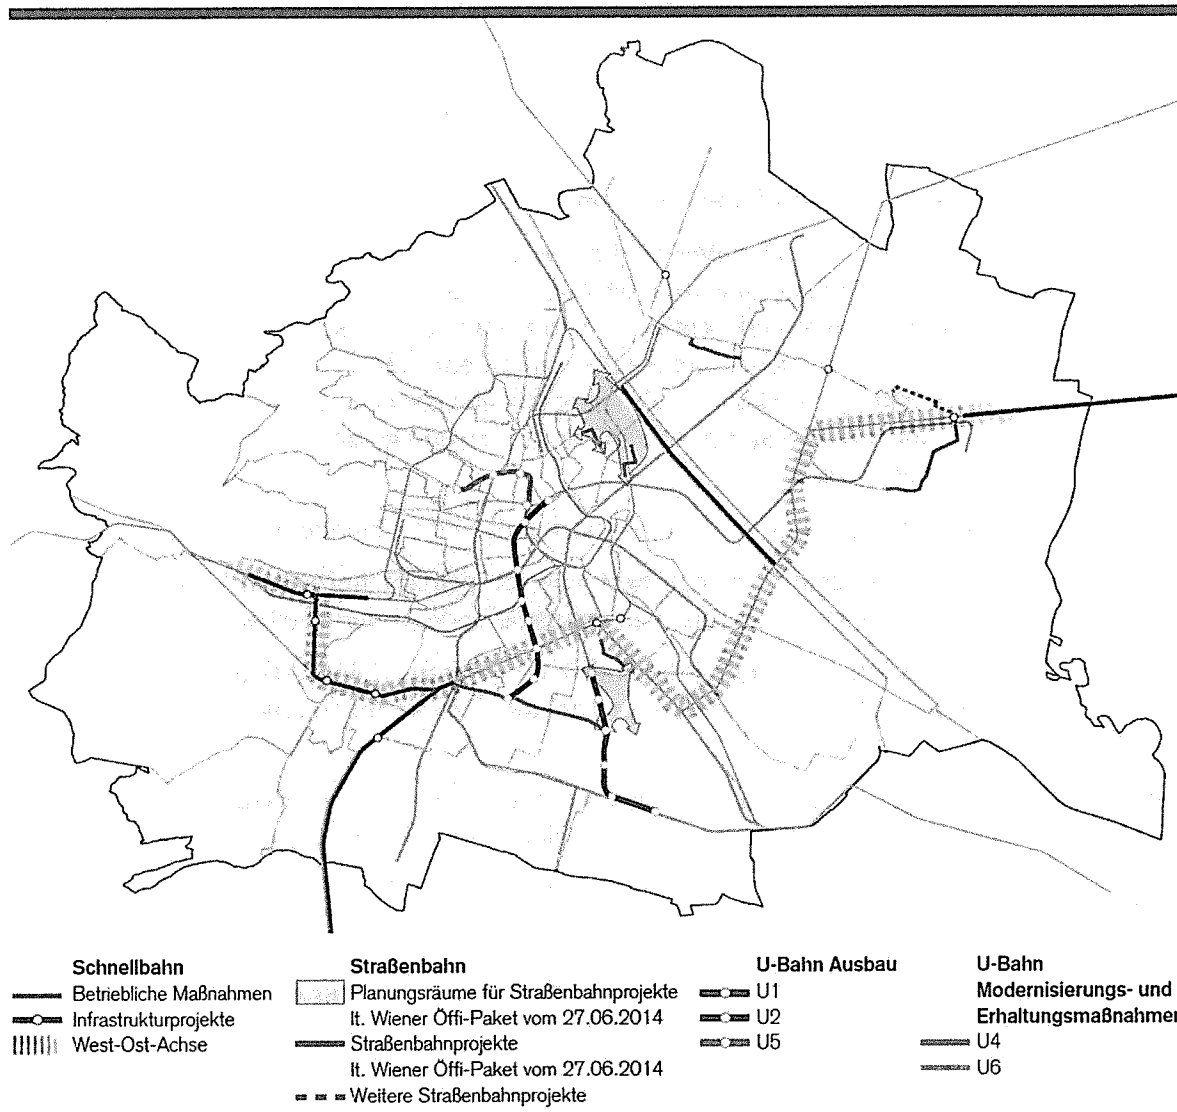 Schnellbahn
Betriebliche Maßnahmen
Infrastrukturprojekte
West-Ost-Achse
Straßenbahn
Planungsräume für Straßenbahnprojekte
lt. Wiener Öffi-Paket vom 27.06.2014
Straßenbahnprojekte
lt. Wiener Öffi-Paket vom 27.06.2014
Weitere Straßenbahnprojekte
U-Bahn Ausbau
U1
U2
U5
U-Bahn
Modernisierungs- und
Erhaltungsmaßnahmen
U4
U6